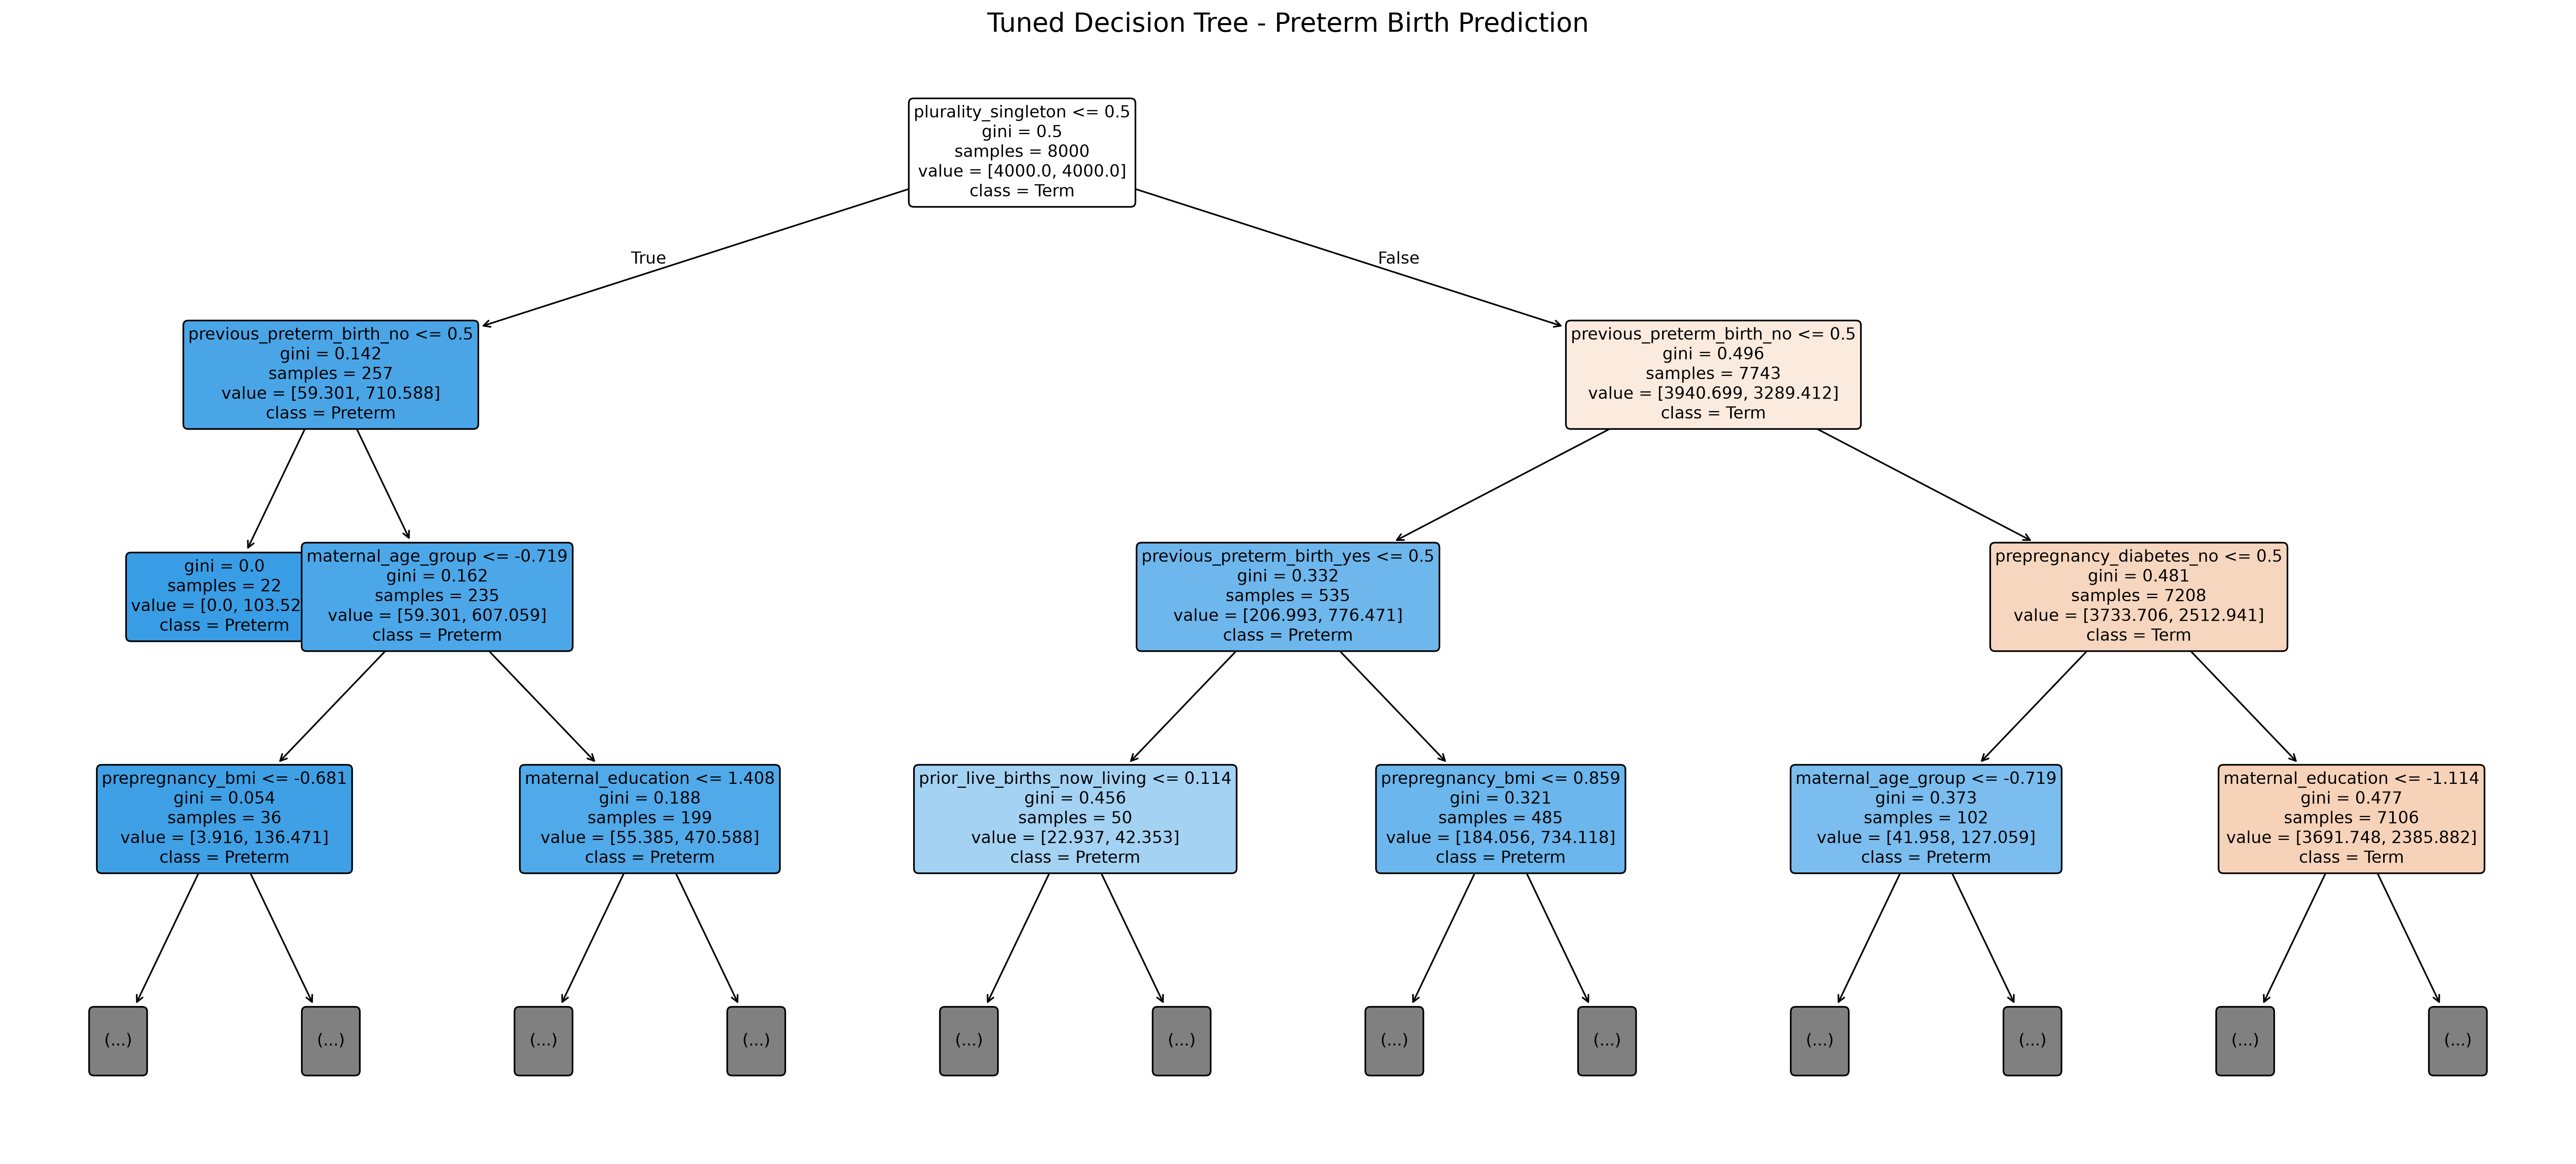 Tuned Decision Tree - Preterm Birth Prediction
plurality_singleton <= 0.5
gini = 0.5
samples = 8000
value = [4000.0, 4000.0]
class = Term
True
False
previous_preterm_birth_no <= 0.5
gini = 0.142
samples = 257
value = [59.301, 710.588]
class = Preterm
previous_preterm_birth_no <= 0.5
gini = 0.496
samples = 7743
value = [3940.699, 3289.412]
class = Term
gini = 0.0
samples = 22
value = [0.0, 103.52
class = Preterm
maternal_age_group <= -0.719
gini = 0.162
samples = 235
value = [59.301, 607.059]
class = Preterm
previous_preterm_birth_yes <= 0.5
gini = 0.332
samples = 535
value = [206.993, 776.471]
class = Preterm
prepregnancy_diabetes_no <= 0.5
gini = 0.481
samples = 7208
value = [3733.706, 2512.941]
class = Term
prepregnancy_bmi <= -0.681
gini = 0.054
samples = 36
value = [3.916, 136.471]
class = Preterm
maternal_education <= 1.408
gini = 0.188
samples = 199
value = [55.385, 470.588]
class = Preterm
prior_live_births_now_living <= 0.114
gini = 0.456
samples = 50
value = [22.937, 42.353]
class = Preterm
prepregnancy_bmi <= 0.859
gini = 0.321
samples = 485
value = [184.056, 734.118]
class = Preterm
maternal_age_group <= -0.719
gini = 0.373
samples = 102
value = [41.958, 127.059]
class = Preterm
maternal_education <= -1.114
gini = 0.477
samples = 7106
value = [3691.748, 2385.882]
class = Term
(...)
(...)
(...)
(...)
(...)
(...)
(...)
(...)
(...)
(...)
(...)
(...)